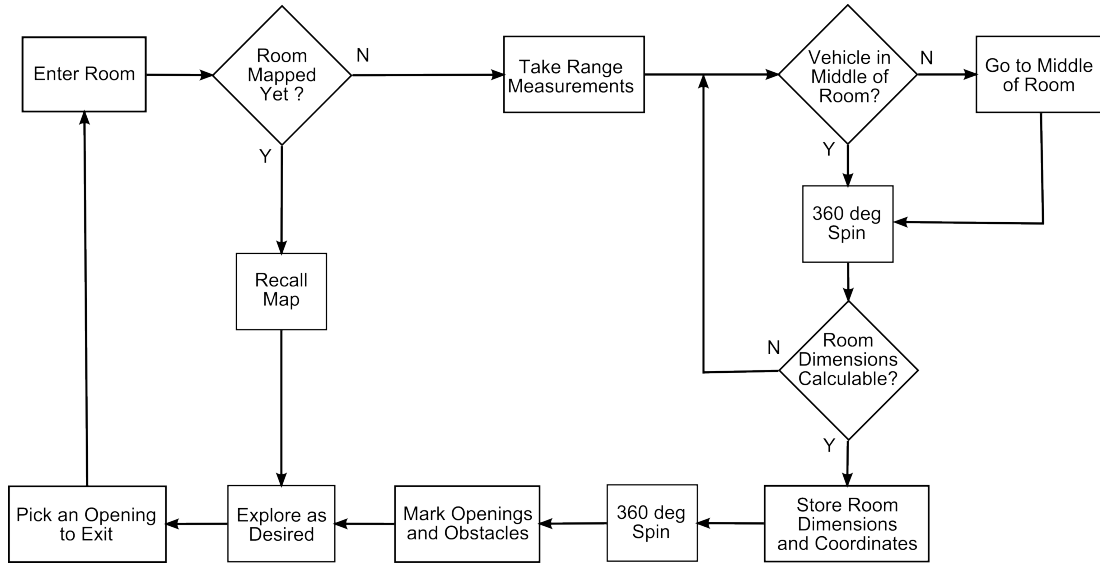 Enter Room
Room
Mapped
Yet ?
N
Y
Take Range
Measurements
Vehicle in
Middle of
Room?
N
Y
Go to Middle
of Room
360 deg
Spin
Recall
Map
Room
Dimensions
Calculable?
N
Y
Pick an Opening
to Exit
Explore as
Desired
Mark Openings
and Obstacles
360 deg
Spin
Store Room
Dimensions
and Coordinates